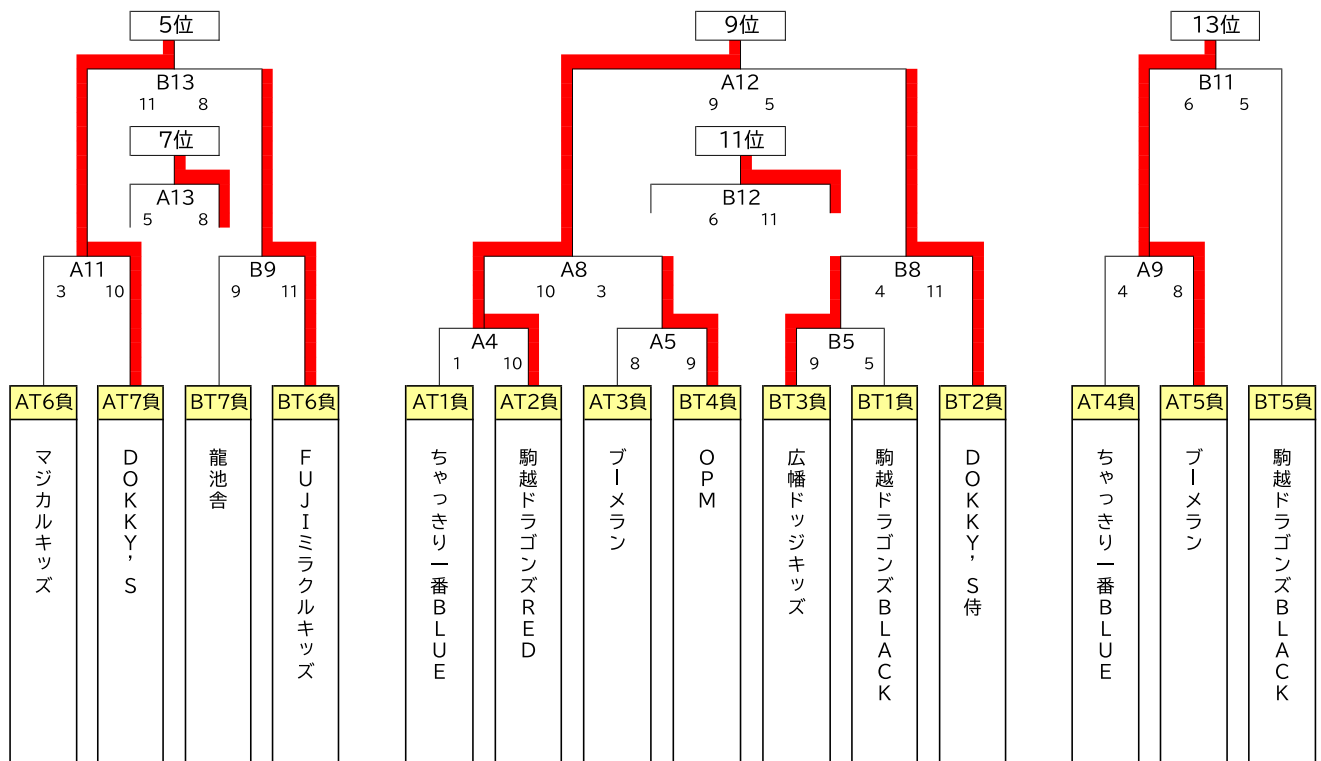 5位 9位 13位
B13 A12 B11
11 8 9 5 6 5
7位 11位
A13 B12
5 8 6 11
A11 B9 A8 B8 A9
3 10 9 11 10 3 4 11 4 8
A4 A5 B5
1 10 8 9 9 5
AT6負 AT7負 BT7負 BT6負 AT1負 AT2負 AT3負 BT4負 BT3負 BT1負 BT2負 AT4負 AT5負 BT5負
マジカルキッズ
DOKKY'S
龍池舎
FUJIミラクルキッズ
ちゃっきり一番BLUE
駒越ドラゴンズRED
ブーメラン
OPM
広幡ドッジキッズ
駒越ドラゴンズBLACK
DOKKY'S侍
ちゃっきり一番BLUE
ブーメラン
駒越ドラゴンズBLACK